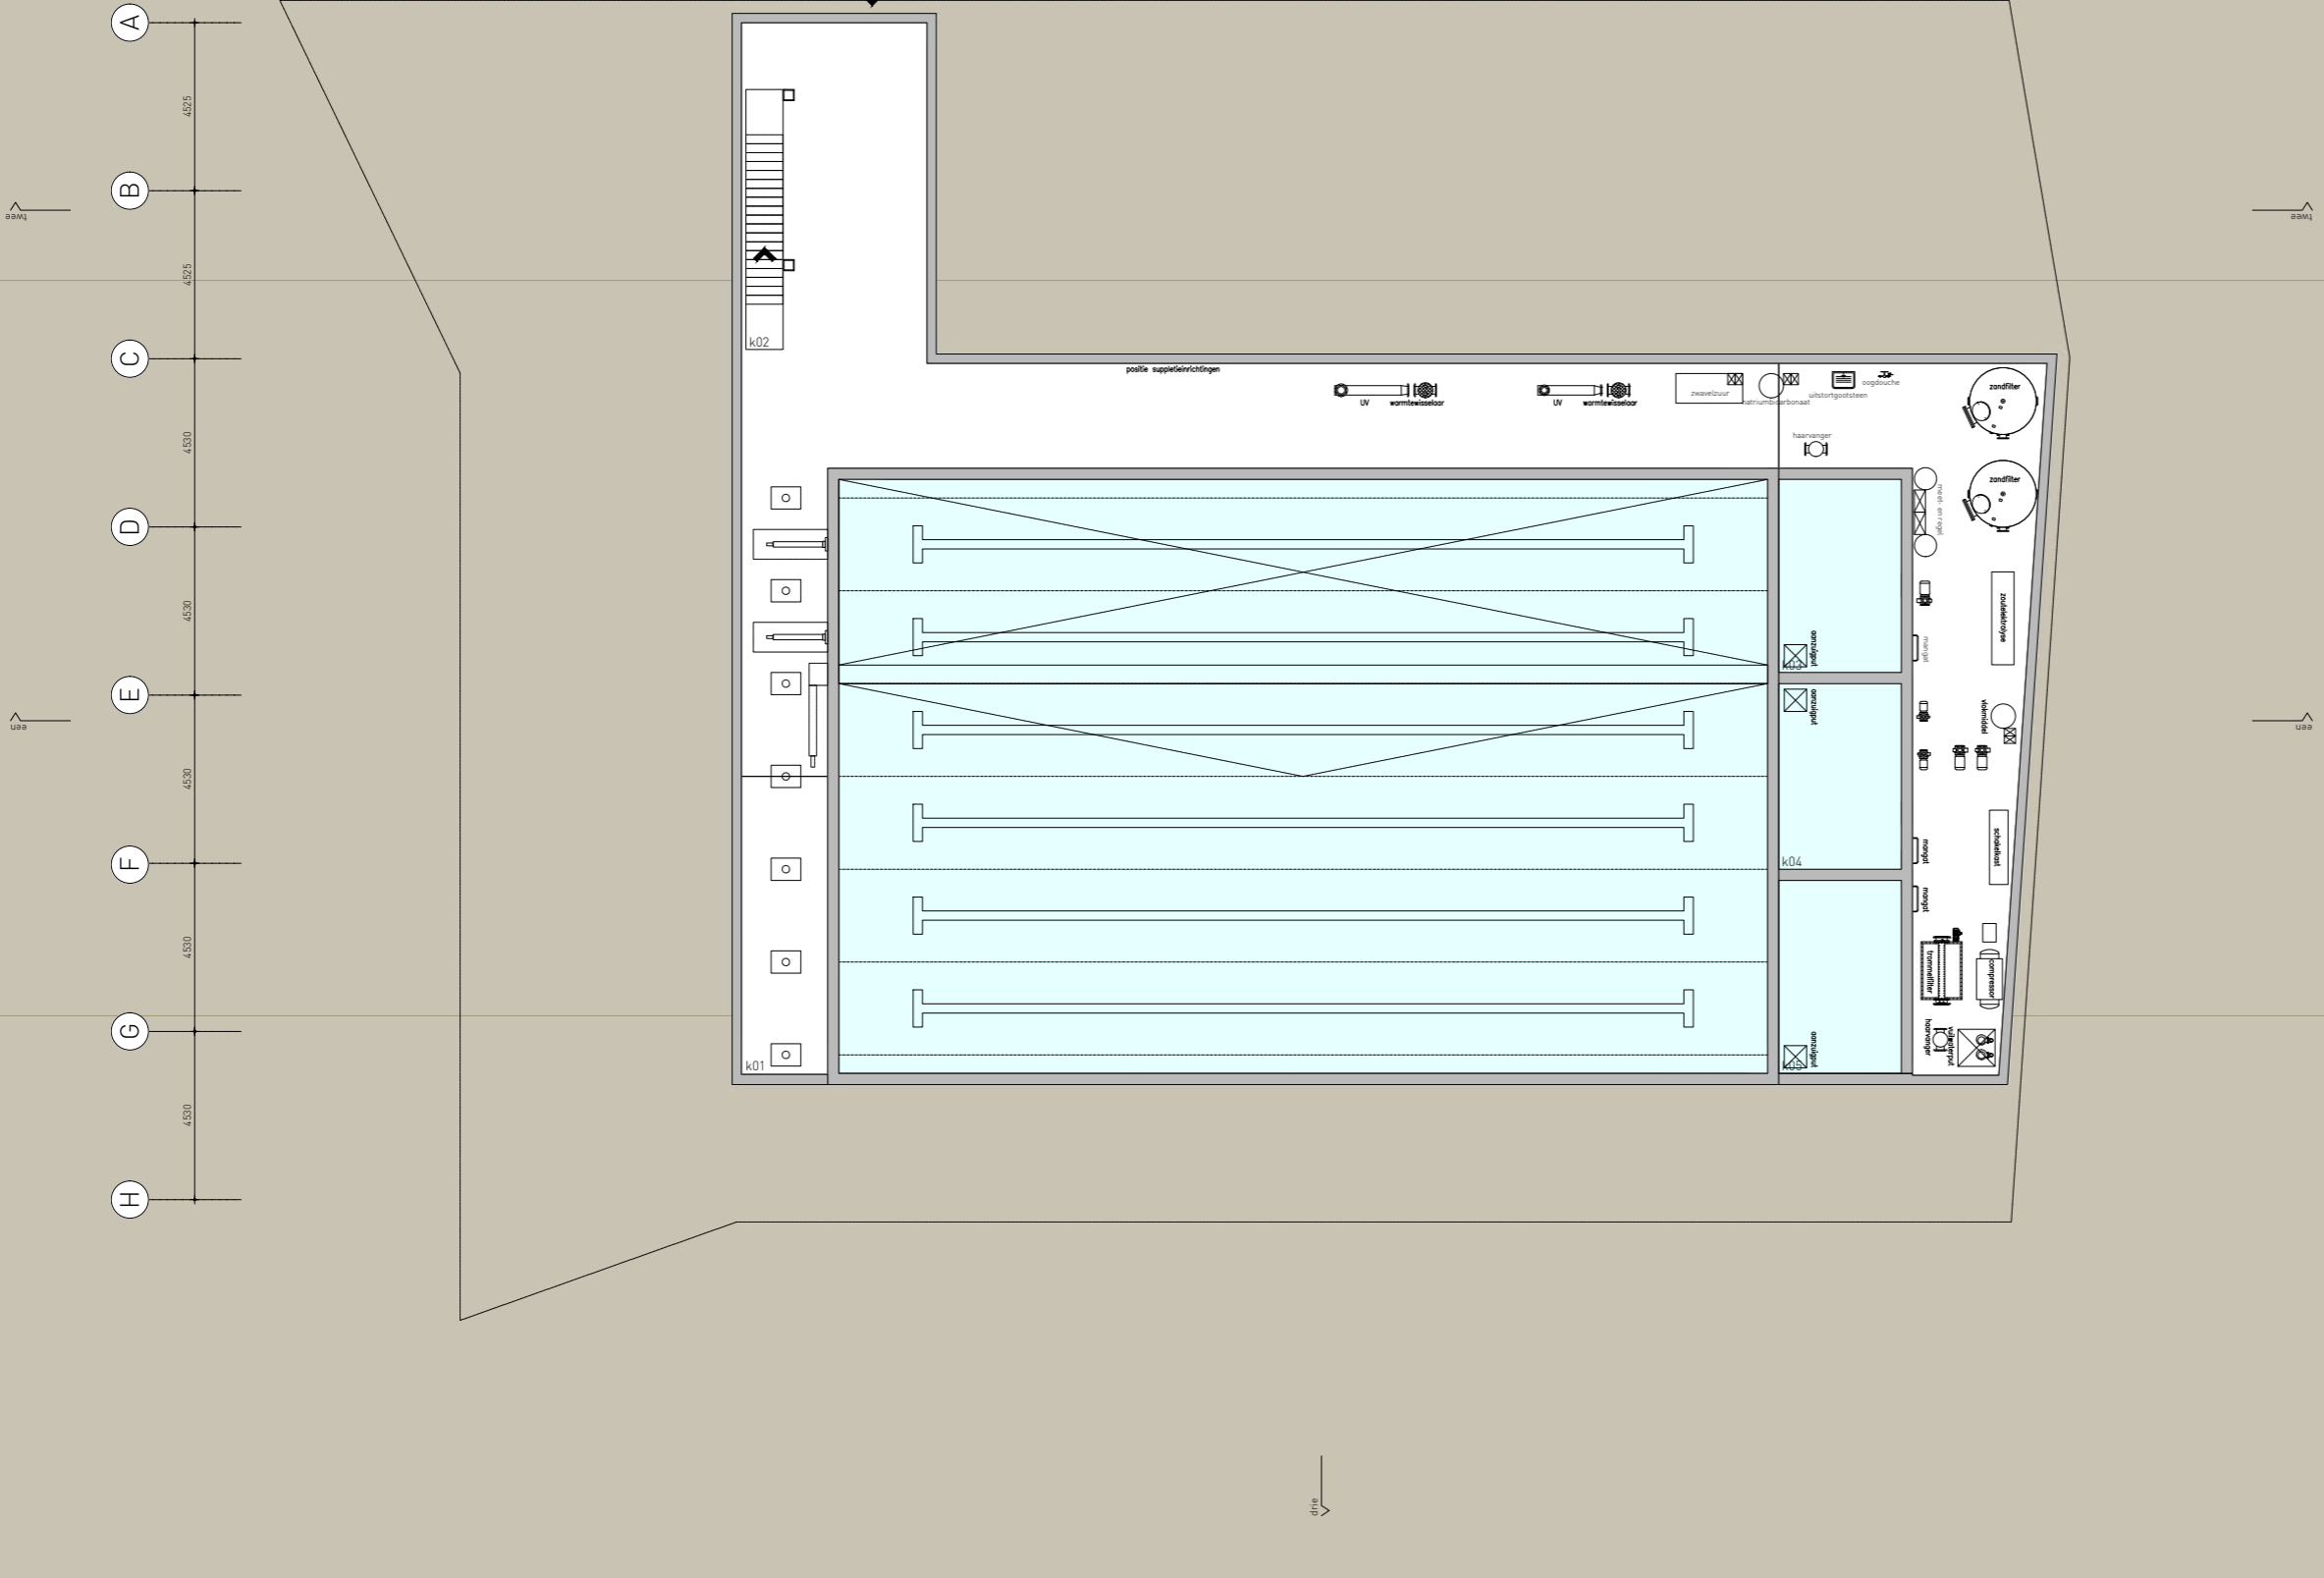 A
4525
B
twee
twee
4525
C
k02
positie suppletieinrichtingen
UV
warmtewisselaar
UV
warmtewisselaar
zwavelzuur
natriumbicarbonaat
uitstortgootsteen
oogdouche
zandfilter
haarvanger
4530
zandfilter
meet- en regel
D
4530
zoutelektrolyse
aanzuigput
k03
mangat
E
een
een
aanzuigput
vlokmiddel
4530
F
k04
mangat
schakelkast
mangat
4530
trommelfilter
compressor
G
haarvanger
vuilwaterput
aanzuigput
k01
k05
4530
H
drie